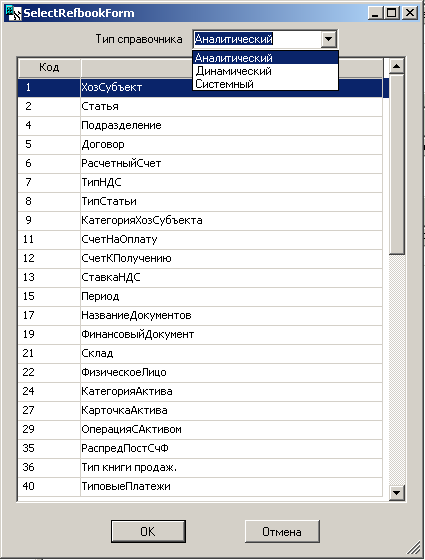 SelectRefbookForm
Тип справочника Аналитический
Аналитический
Динамический
Системный
Код
1 ХозСубъект
2 Статья
4 Подразделение
5 Договор
6 РасчетныйСчет
7 ТипНДС
8 ТипСтатьи
9 КатегорияХозСубъекта
11 СчетНаОплату
12 СчетКПолучению
13 СтавкаНДС
15 Период
17 НазваниеДокументов
19 ФинансовыйДокумент
21 Склад
22 ФизическоеЛицо
24 КатегорияАктива
27 КарточкаАктива
29 ОперацияСАктивом
35 РаспредПостСчФ
36 Тип книги продаж.
40 ТиповыеПлатежи
OK Отмена